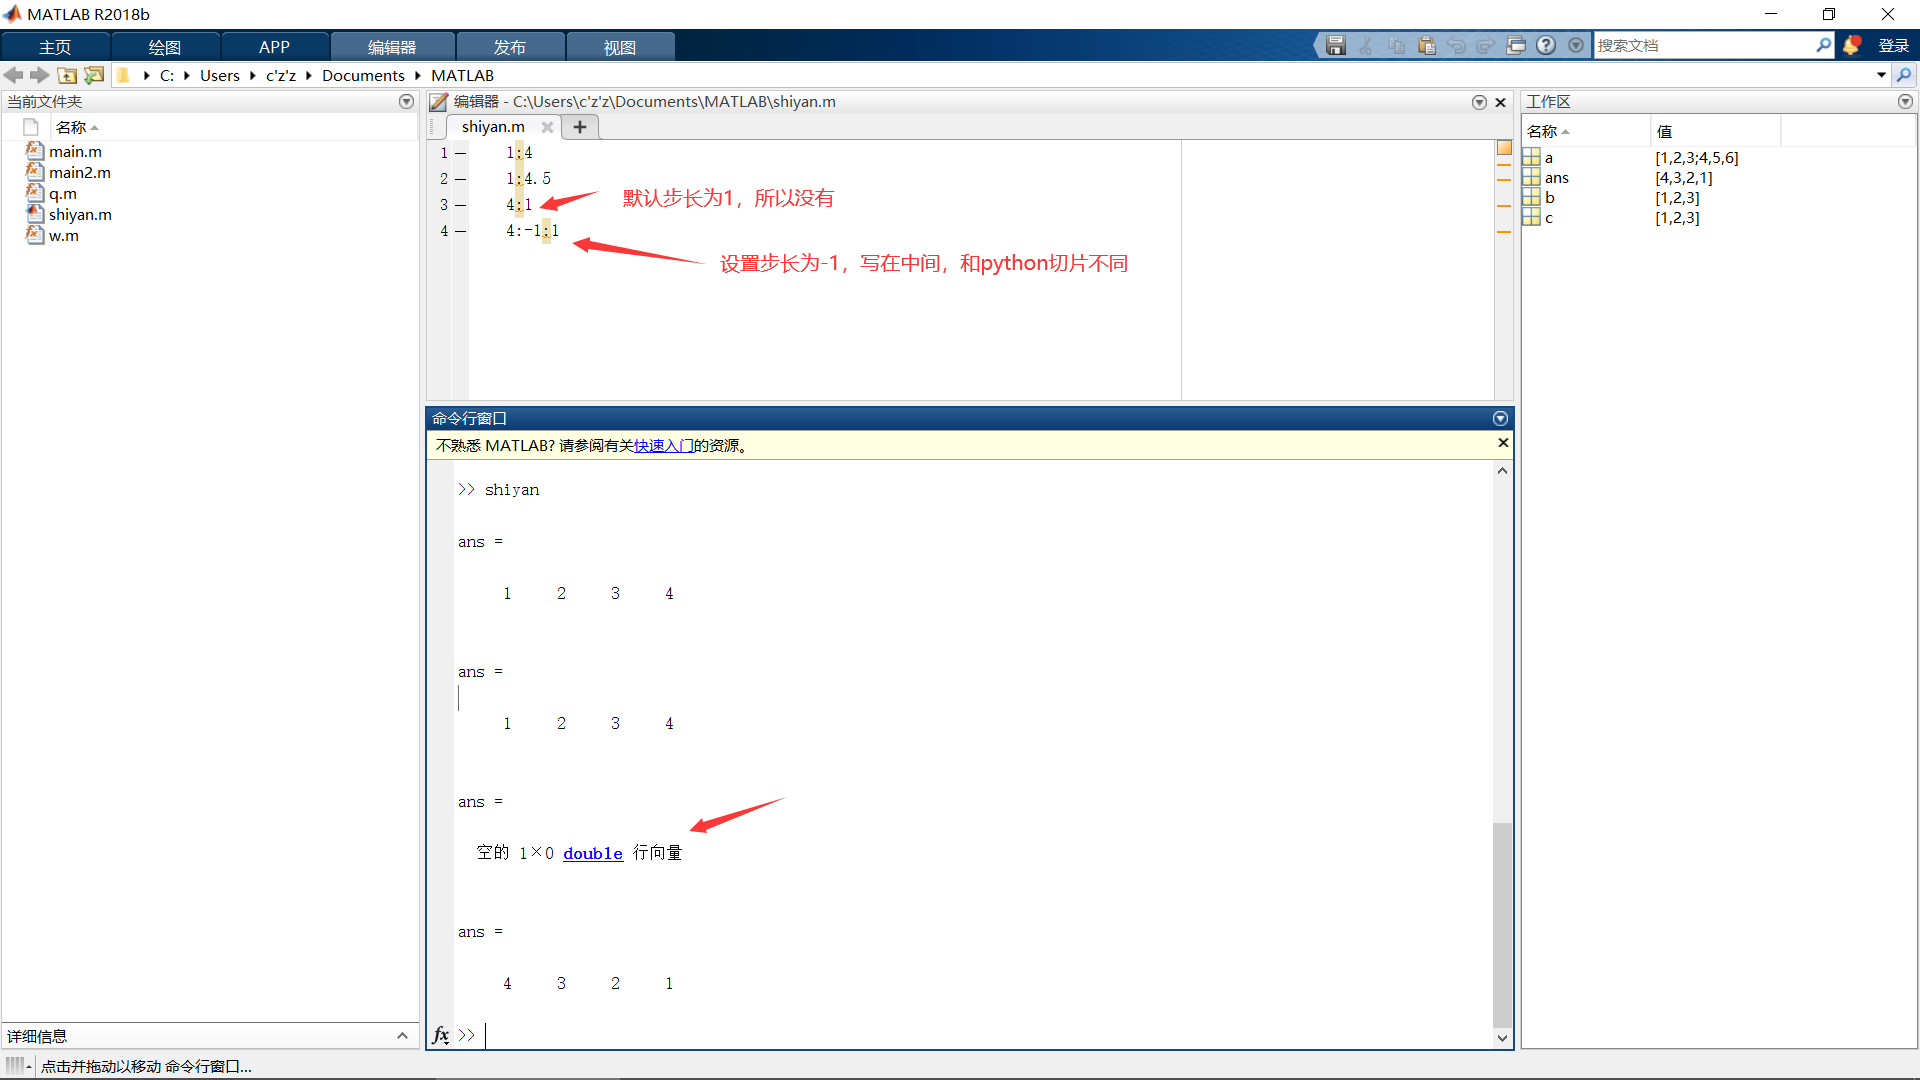 MATLAB R2018b
主页 绘图 APP 编辑器 发布 视图 搜索文档 登录
C: Users c'z'z Documents MATLAB
当前文件夹
名称
main.m
main2.m
q.m
shiyan.m
w.m
详细信息
编辑器 - C:\Users\c'z'z\Documents\MATLAB\shiyan.m
shiyan.m
1 — 1:4
2 — 1:4.5
3 — 4:1
默认步长为1，所以没有
4 — 4:-1:1
设置步长为-1，写在中间，和python切片不同
命令行窗口
不熟悉 MATLAB? 请参阅有关快速入门的资源。
>> shiyan
ans =
1 2 3 4
ans =
1 2 3 4
ans =
空的 1×0 double 行向量
ans =
4 3 2 1
fx >>
工作区
名称 值
a [1,2,3;4,5,6]
ans [4,3,2,1]
b [1,2,3]
c [1,2,3]
点击并拖动以移动 命令行窗口...